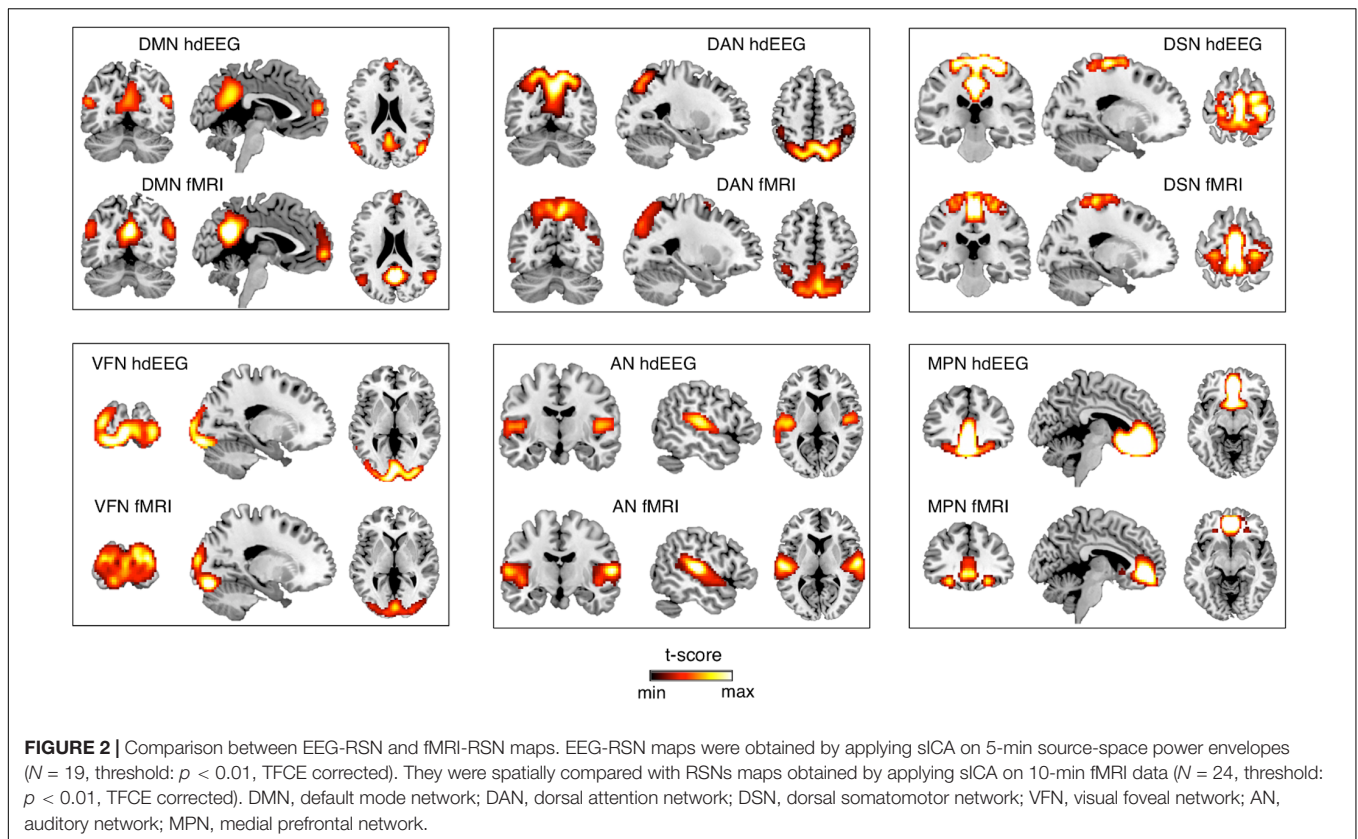 DMN hdEEG
DMN fMRI
DAN hdEEG
DAN fMRI
DSN hdEEG
DSN fMRI
VFN hdEEG
VFN fMRI
AN hdEEG
AN fMRI
MPN hdEEG
MPN fMRI
t-score
min max
FIGURE 2 | Comparison between EEG-RSN and fMRI-RSN maps. EEG-RSN maps were obtained by applying sICA on 5-min source-space power envelopes
(N = 19, threshold: p < 0.01, TFCE corrected). They were spatially compared with RSNs maps obtained by applying sICA on 10-min fMRI data (N = 24, threshold:
p < 0.01, TFCE corrected). DMN, default mode network; DAN, dorsal attention network; DSN, dorsal somatomotor network; VFN, visual foveal network; AN,
auditory network; MPN, medial prefrontal network.